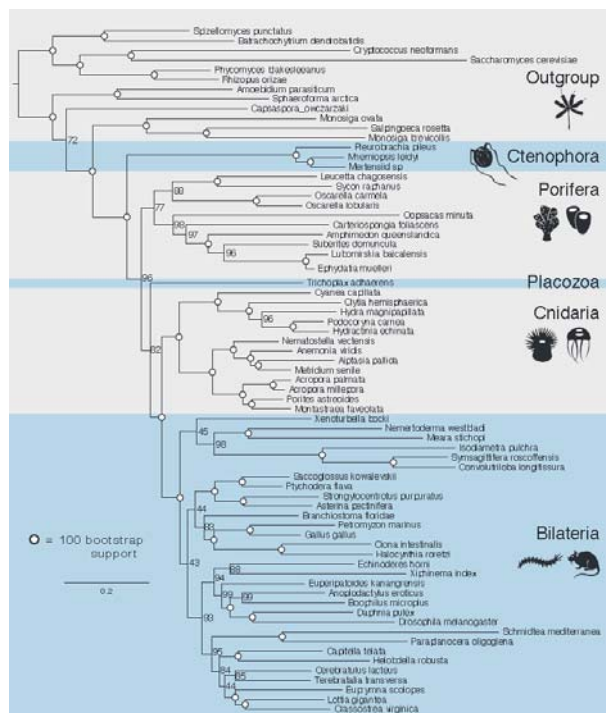 Spizellomyces punctatus
Batrachochytrium dendrobatidis
Cryptococcus neoformans
Saccharomyces cerevisiae
Phycomyces blakesleeanus
Rhizopus orizae
Outgroup
Amoebidium parasiticum
Sphaeroforma arctica
Capsaspora_owczarzaki
Monosiga ovata
Salpingoeca rosetta
Monosiga brevicollis
72
Pleurobrachia pileus
Mnemiopsis leidyi
Mertensiid sp
Ctenophora
Leucetta chagosensis
Sycon raphanus
88
Oscarella carmela
Oscarella lobularis
77
Porifera
Oopsacas minuta
98
Carteriospongia foliascens
97
Amphimedon queenslandica
Suberites domuncula
96
Lubomirskia baicalensis
Ephydatia muelleri
96
Trichoplax adhaerens
Placozoa
Cyanea capillata
Clytia hemisphaerica
Hydra magnipapillata
96
Podocoryna carnea
Hydractinia echinata
Cnidaria
82
Nematostella vectensis
Anemonia viridis
Aiptasia pallida
Metridium senile
Acropora palmata
Acropora millepora
Porites astreoides
Montastraea faveolata
Xenoturbella bocki
45
Nemertoderma westbladi
98
Meara stichopi
Isodiametra pulchra
Symsagittifera roscoffensis
Convolutriloba longifissura
Saccoglossus kowalevskii
Ptychodera flava
Strongylocentrotus purpuratus
44
Asterina pectinifera
Branchiostoma floridae
83
Petromyzon marinus
Gallus gallus
Ciona intestinalis
Halocynthia roretzi
= 100 bootstrap
support
Bilateria
43
Echinoderes horni
88
Xiphinema index
94
Euperipatoides kanangrensis
99
Anoplodactylus eroticus
99
Boophilus microplus
Daphnia pulex
Drosophila melanogaster
0.2
93
Schmidtea mediterranea
Paraplanocera oligoglena
95
Capitella telata
Helobdella robusta
84
Cerebratulus lacteus
85
Terebratalia transversa
44
Euprymna scolopes
Lottia gigantea
Crassostrea virginica